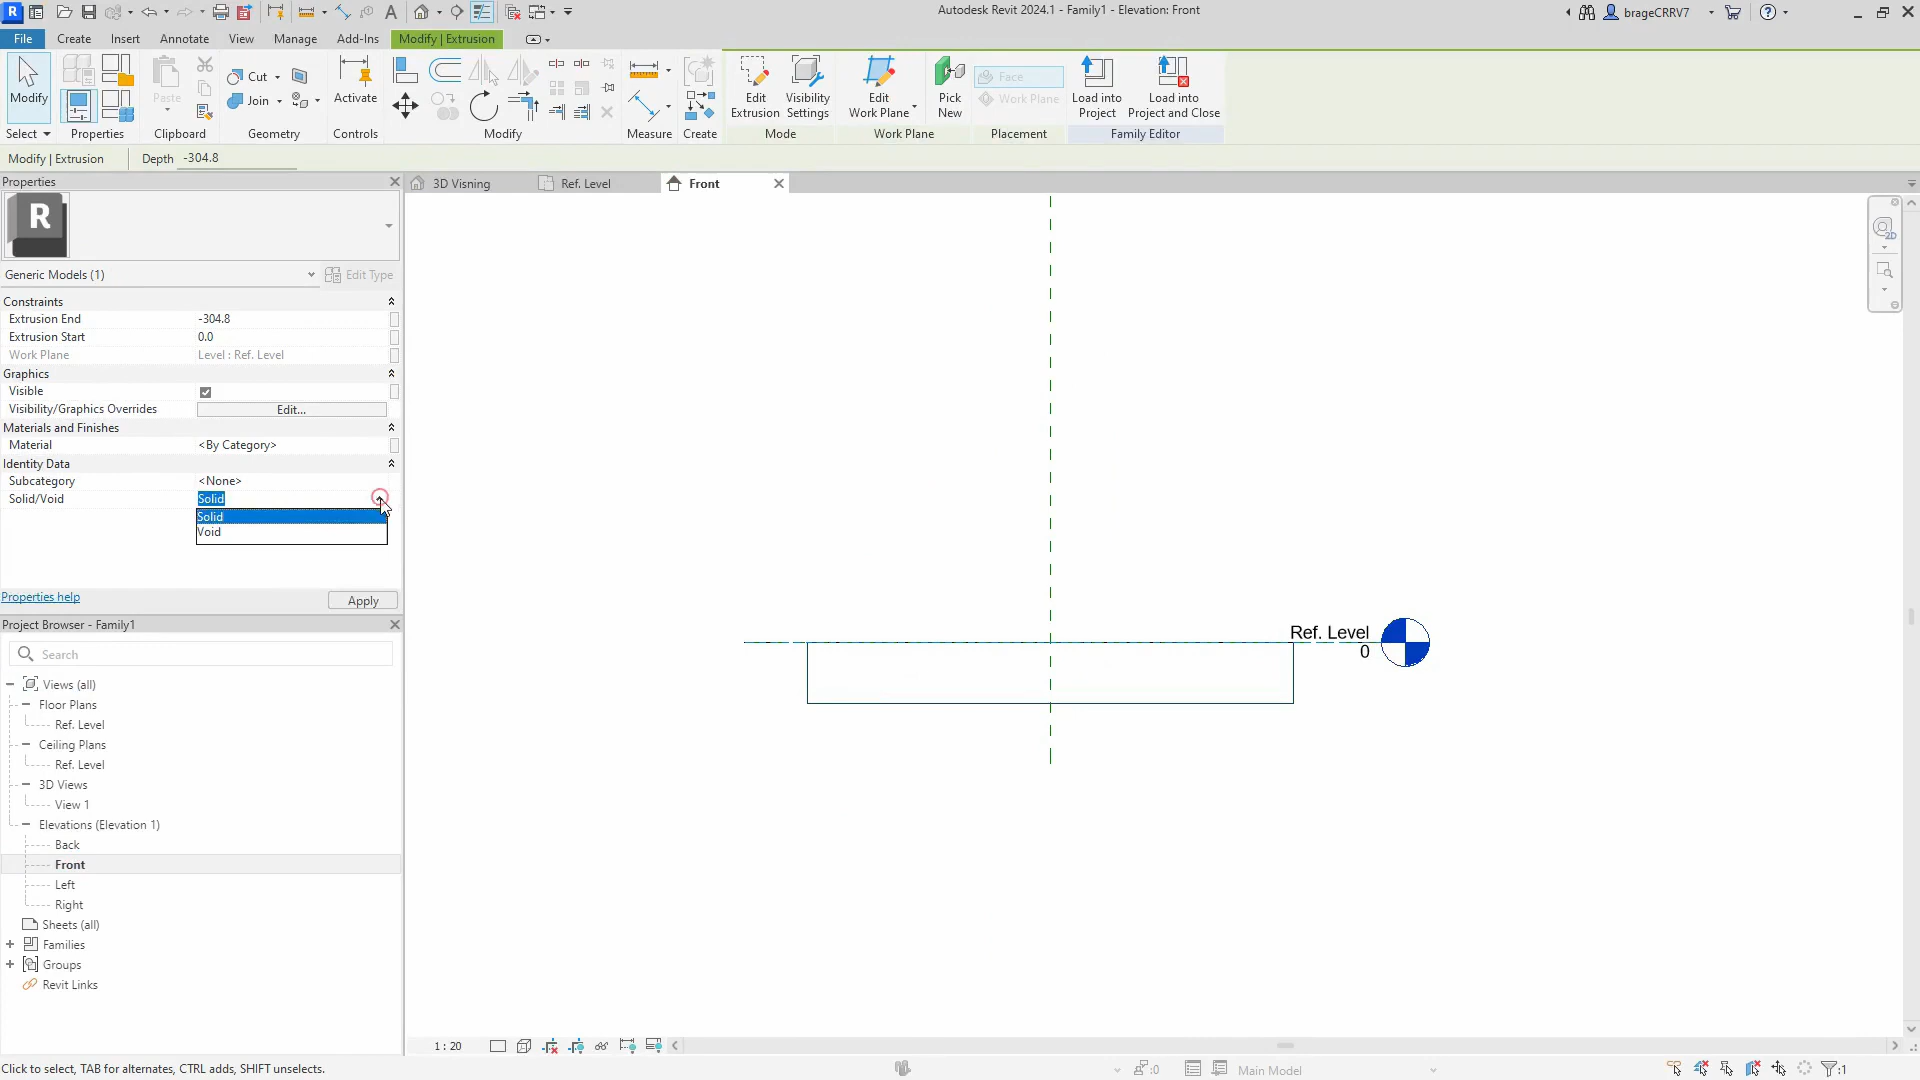 Autodesk Revit 2024.1 - Family1 - Elevation: Front
brageCRRV7
File
Create
Insert
Annotate
View
Manage
Add-Ins
Modify | Extrusion
Modify
Paste
Cut
Join
Activate
Edit
Extrusion
Visibility
Settings
Edit
Work Plane
Pick
New
Face
Work Plane
Load into
Project
Load into
Project and Close
Select
Properties
Clipboard
Geometry
Controls
Modify
Measure
Create
Mode
Work Plane
Placement
Family Editor
Modify | Extrusion
Depth -304.8
Properties
R
Generic Models (1)
Edit Type
Constraints
Extrusion End -304.8
Extrusion Start 0.0
Work Plane Level : Ref. Level
Graphics
Visible
Visibility/Graphics Overrides Edit...
Materials and Finishes
Material <By Category>
Identity Data
Subcategory <None>
Solid/Void Solid
Solid
Void
Properties help
Apply
3D Visning
Ref. Level
Front
Ref. Level
0
2D
Project Browser - Family1
Search
Views (all)
Floor Plans
Ref. Level
Ceiling Plans
Ref. Level
3D Views
View 1
Elevations (Elevation 1)
Back
Front
Left
Right
Sheets (all)
Families
Groups
Revit Links
1 : 20
Click to select, TAB for alternates, CTRL adds, SHIFT unselects.
:0
Main Model
:1